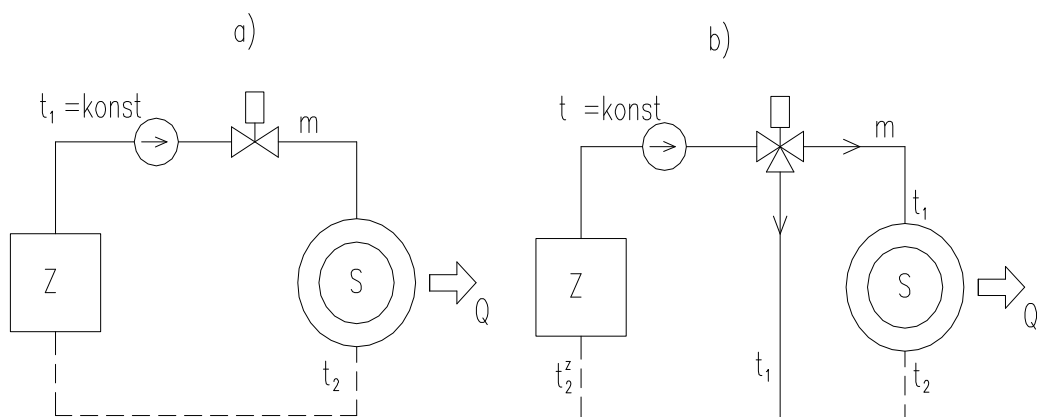 a)
t₁ =konst
m
Z
S
Q
t₂
b)
t =konst
m
t₁
Z
S
Q
t₂ᶻ
t₁
t₂